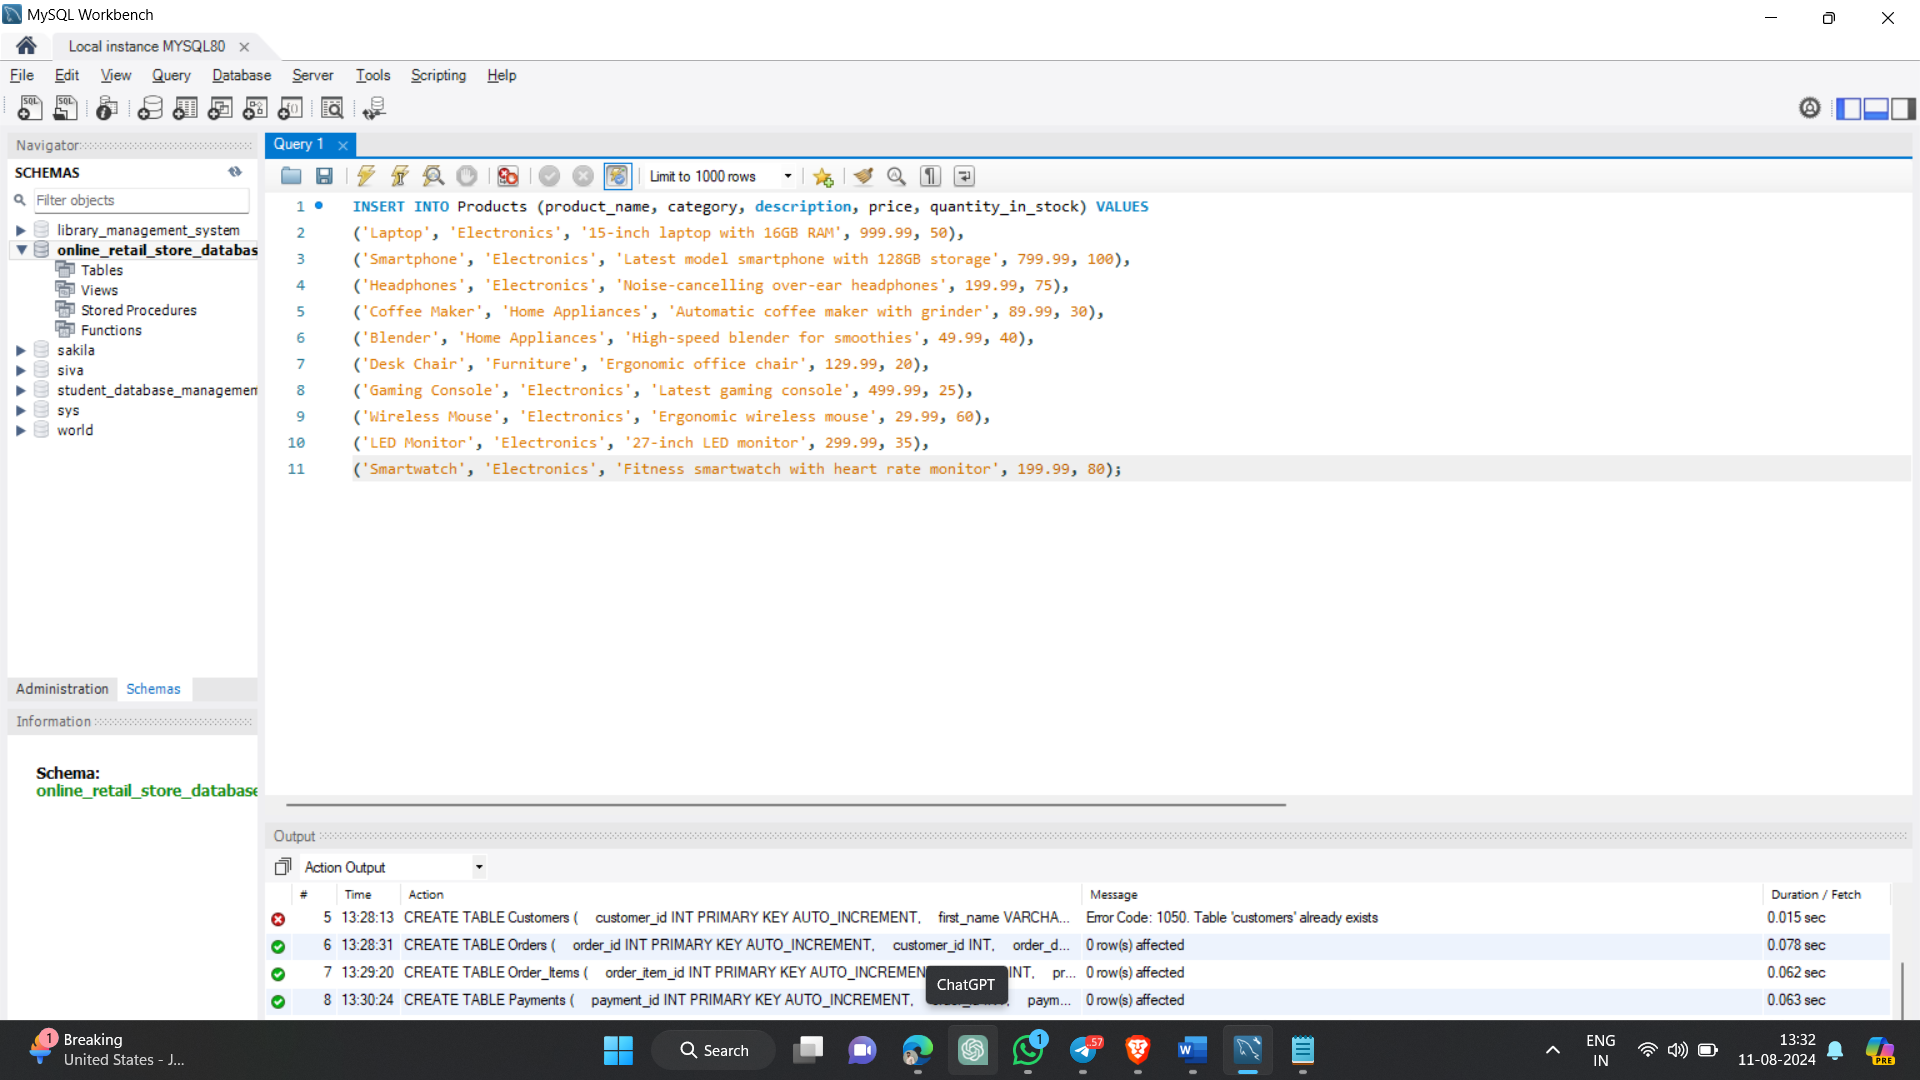 MySQL Workbench
Local instance MYSQL80
File Edit View Query Database Server Tools Scripting Help
Navigator
SCHEMAS
Filter objects
library_management_system
online_retail_store_databas
Tables
Views
Stored Procedures
Functions
sakila
siva
student_database_managemen
sys
world
Administration Schemas
Information
Schema:
online_retail_store_database
Query 1
Limit to 1000 rows
1 INSERT INTO Products (product_name, category, description, price, quantity_in_stock) VALUES
2 ('Laptop', 'Electronics', '15-inch laptop with 16GB RAM', 999.99, 50),
3 ('Smartphone', 'Electronics', 'Latest model smartphone with 128GB storage', 799.99, 100),
4 ('Headphones', 'Electronics', 'Noise-cancelling over-ear headphones', 199.99, 75),
5 ('Coffee Maker', 'Home Appliances', 'Automatic coffee maker with grinder', 89.99, 30),
6 ('Blender', 'Home Appliances', 'High-speed blender for smoothies', 49.99, 40),
7 ('Desk Chair', 'Furniture', 'Ergonomic office chair', 129.99, 20),
8 ('Gaming Console', 'Electronics', 'Latest gaming console', 499.99, 25),
9 ('Wireless Mouse', 'Electronics', 'Ergonomic wireless mouse', 29.99, 60),
10 ('LED Monitor', 'Electronics', '27-inch LED monitor', 299.99, 35),
11 ('Smartwatch', 'Electronics', 'Fitness smartwatch with heart rate monitor', 199.99, 80);
Output
Action Output
# Time Action Message Duration / Fetch
5 13:28:13 CREATE TABLE Customers ( customer_id INT PRIMARY KEY AUTO_INCREMENT, first_name VARCHA... Error Code: 1050. Table 'customers' already exists 0.015 sec
6 13:28:31 CREATE TABLE Orders ( order_id INT PRIMARY KEY AUTO_INCREMENT, customer_id INT, order_d... 0 row(s) affected 0.078 sec
7 13:29:20 CREATE TABLE Order_Items ( order_item_id INT PRIMARY KEY AUTO_INCREMEN INT, pr... 0 row(s) affected 0.062 sec
8 13:30:24 CREATE TABLE Payments ( payment_id INT PRIMARY KEY AUTO_INCREMENT, paym... 0 row(s) affected 0.063 sec
ChatGPT
1 Breaking
United States - J...
Search
1
57
ENG
IN
13:32
11-08-2024
PRE